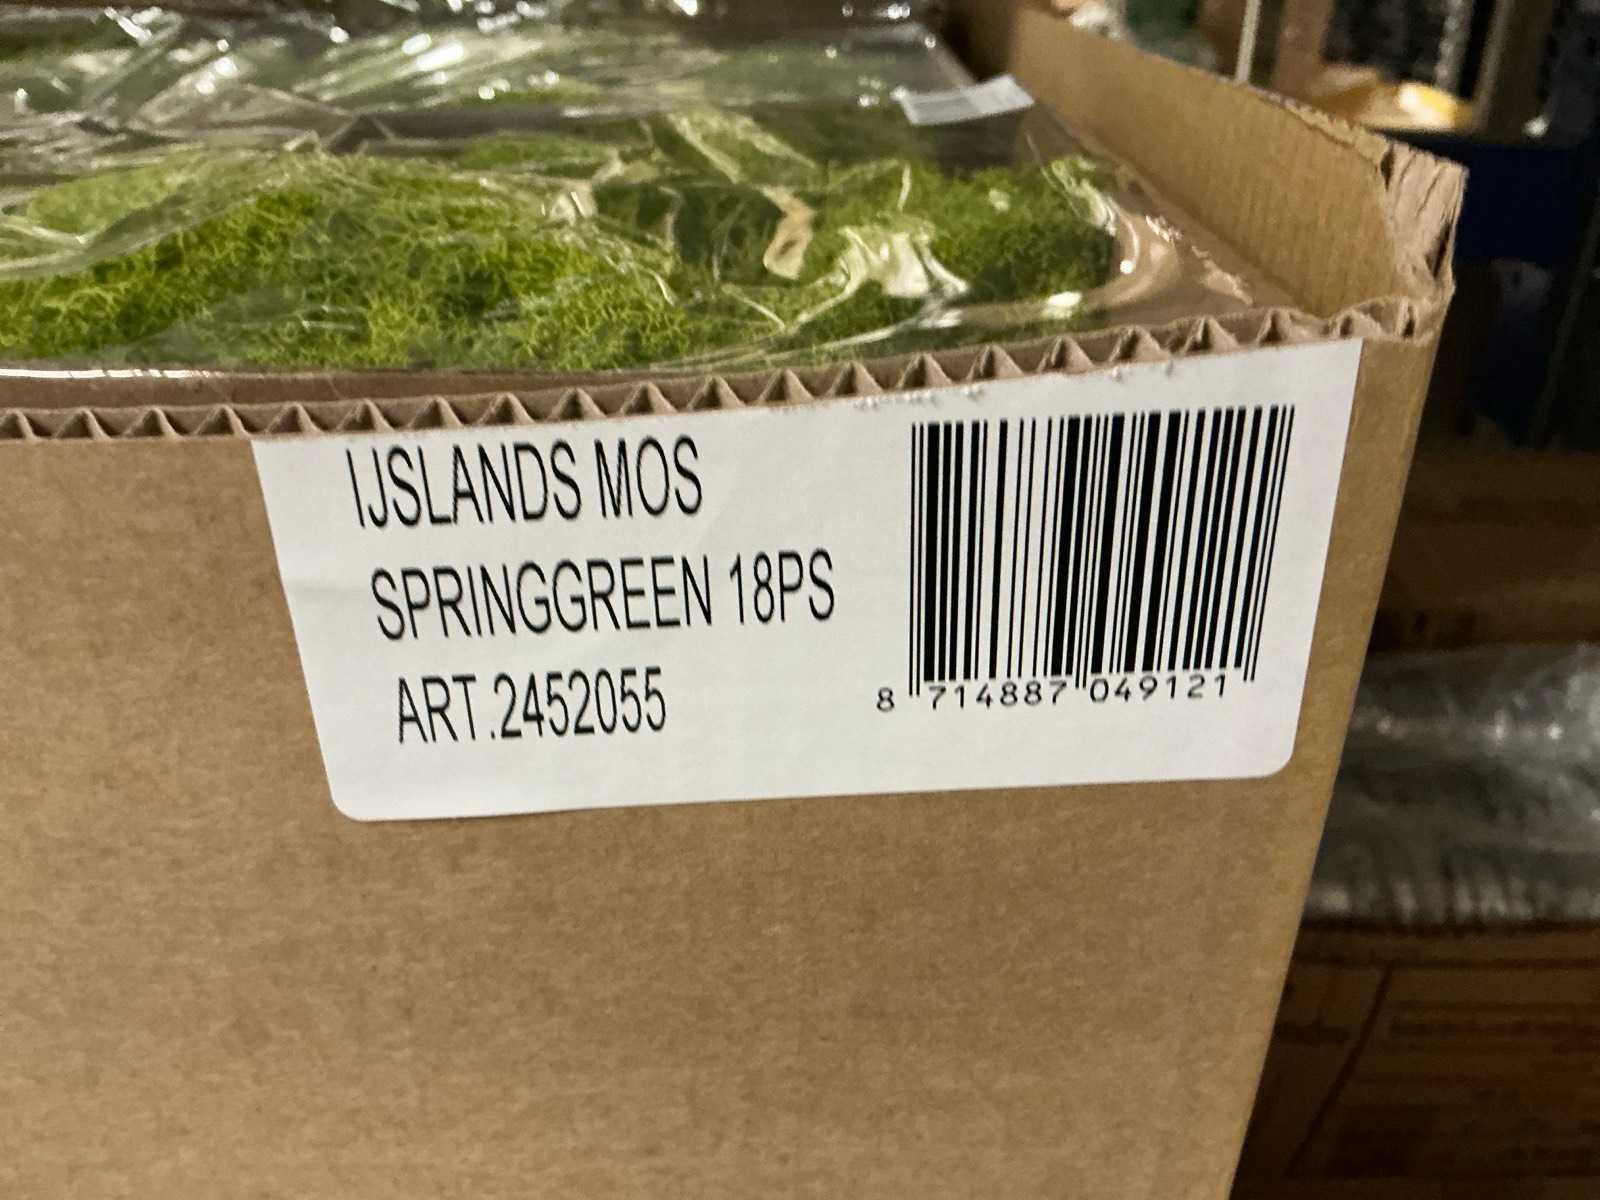 IJSLANDS MOS
SPRINGGREEN 18PS
ART.2452055
8 714887 049121